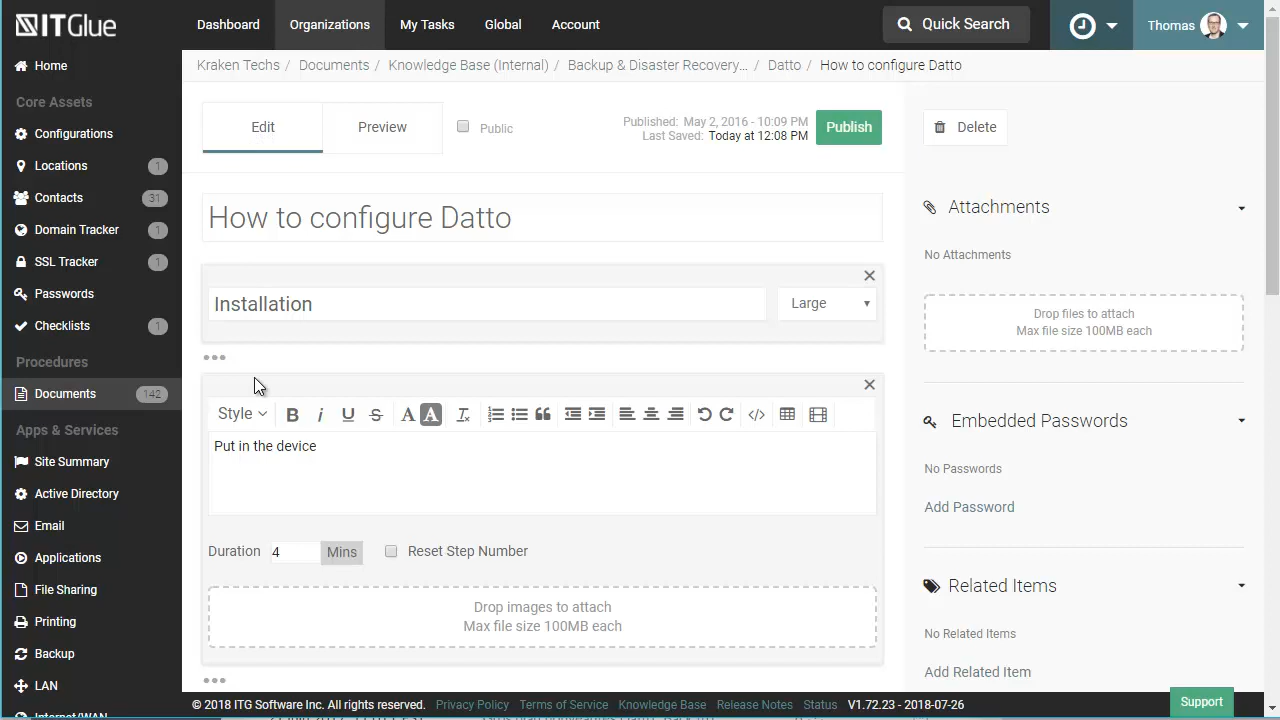 ITGlue
Dashboard
Organizations
My Tasks
Global
Account
Quick Search
Thomas
Kraken Techs / Documents / Knowledge Base (Internal) / Backup & Disaster Recovery... / Datto / How to configure Datto
Home
Core Assets
Configurations
Locations 1
Contacts 31
Domain Tracker 1
SSL Tracker 1
Passwords
Checklists 1
Procedures
Documents 142
Apps & Services
Site Summary
Active Directory
Email
Applications
File Sharing
Printing
Backup
LAN
Internet/WAN
Edit
Preview
Public
Published: May 2, 2016 - 10:09 PM
Last Saved: Today at 12:08 PM
Publish
How to configure Datto
Installation
Large
Style
B i U S A A
Put in the device
Duration 4 Mins
Reset Step Number
Drop images to attach
Max file size 100MB each
Delete
Attachments
No Attachments
Drop files to attach
Max file size 100MB each
Embedded Passwords
No Passwords
Add Password
Related Items
No Related Items
Add Related Item
© 2018 ITG Software Inc. All rights reserved. Privacy Policy Terms of Service Knowledge Base Release Notes Status V1.72.23 - 2018-07-26
Support